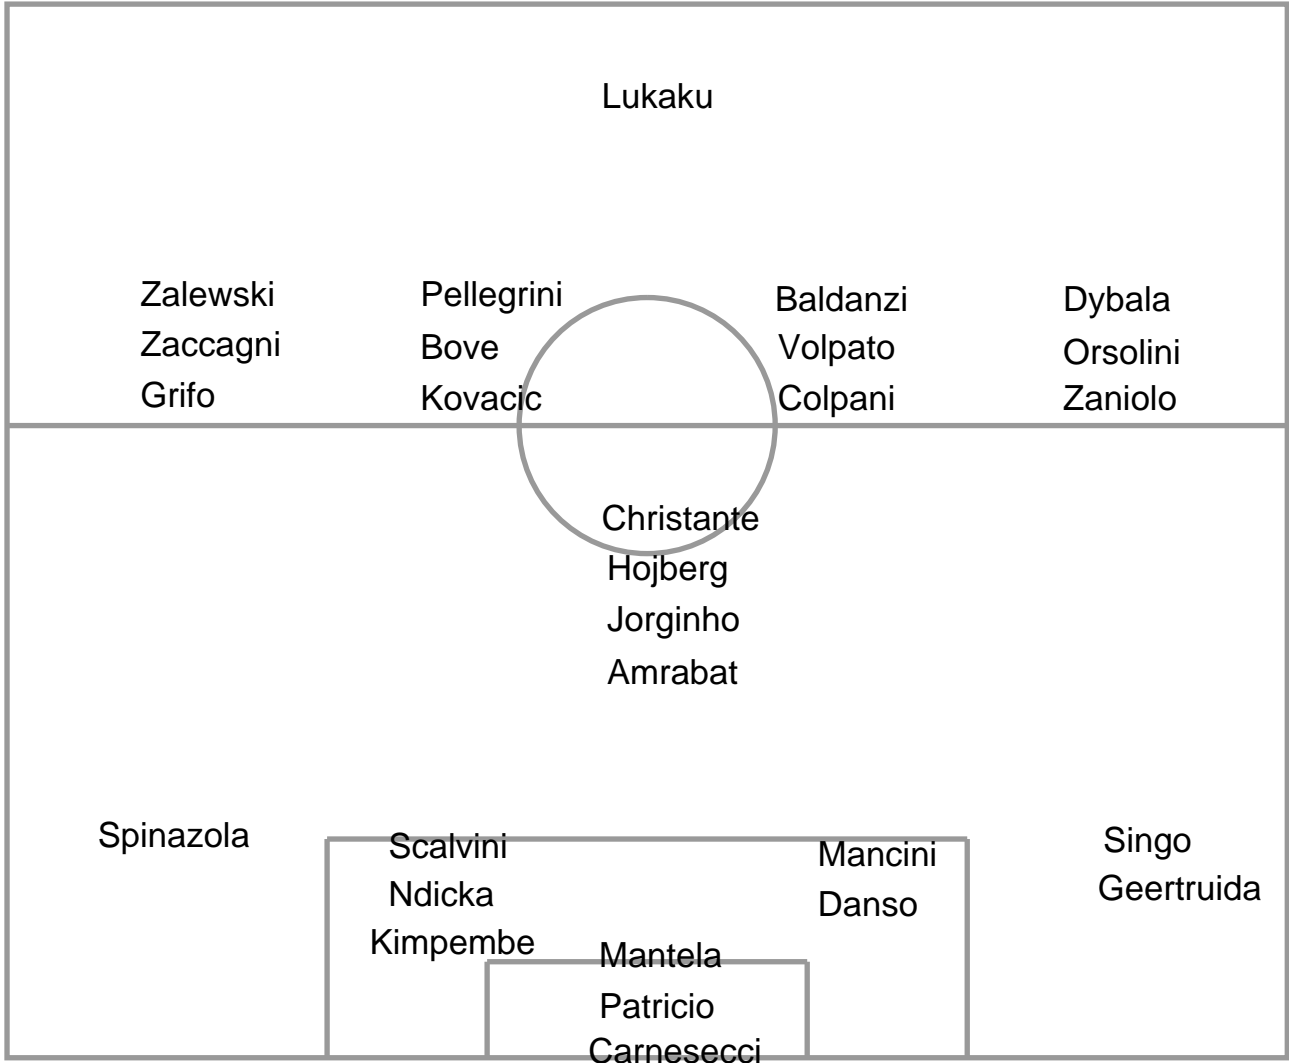 Lukaku
Zalewski Pellegrini Baldanzi Dybala
Zaccagni Bove Volpato Orsolini
Grifo Kovacic Colpani Zaniolo
Christante
Hojberg
Jorginho
Amrabat
Spinazola Scalvini Mancini Singo
Ndicka Danso Geertruida
Kimpembe
Mantela
Patricio
Carnesecci